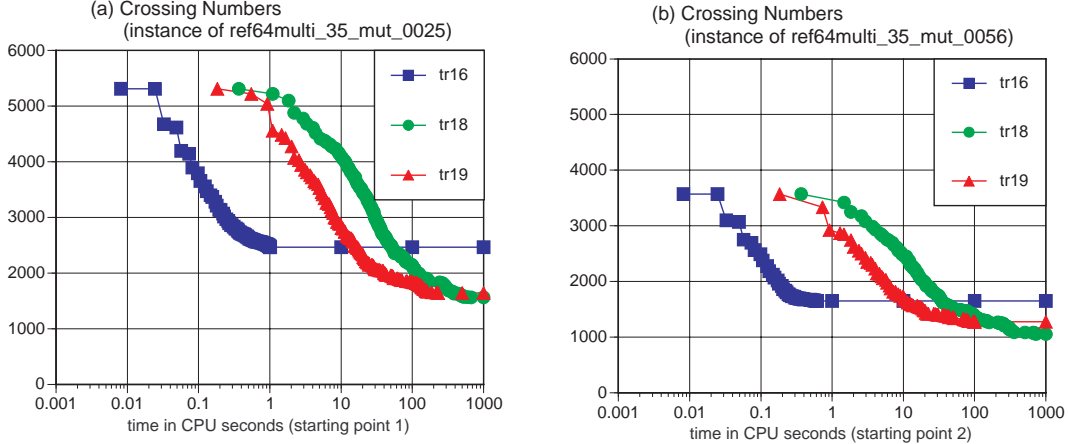 (a) Crossing Numbers
(instance of ref64multi_35_mut_0025)
6000
5000
4000
3000
2000
1000
0
0.001
0.01
0.1
1
10
100
1000
time in CPU seconds (starting point 1)
tr16
tr18
tr19
(b) Crossing Numbers
(instance of ref64multi_35_mut_0056)
6000
5000
4000
3000
2000
1000
0
0.001
0.01
0.1
1
10
100
1000
time in CPU seconds (starting point 2)
tr16
tr18
tr19